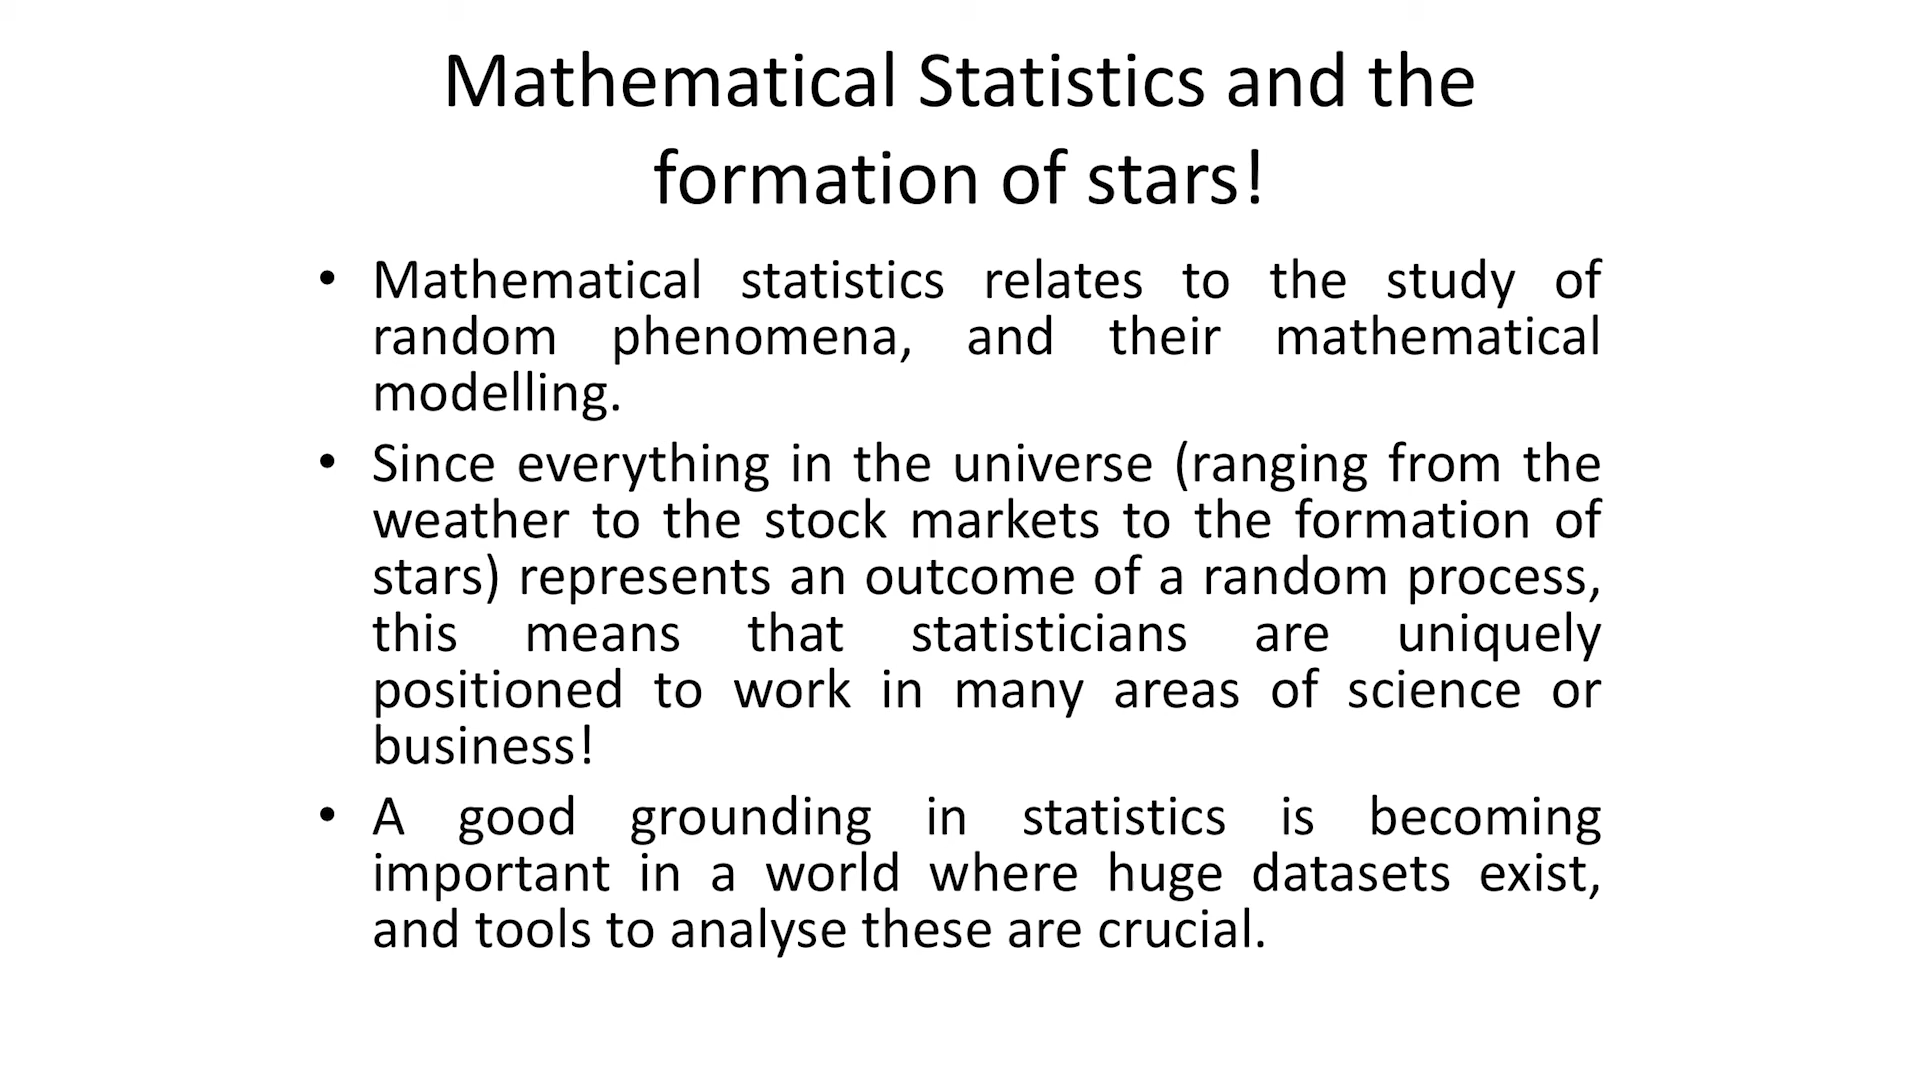 Mathematical Statistics and the
formation of stars!
• Mathematical statistics relates to the study of
random phenomena, and their mathematical
modelling.
• Since everything in the universe (ranging from the
weather to the stock markets to the formation of
stars) represents an outcome of a random process,
this means that statisticians are uniquely
positioned to work in many areas of science or
business!
• A good grounding in statistics is becoming
important in a world where huge datasets exist,
and tools to analyse these are crucial.